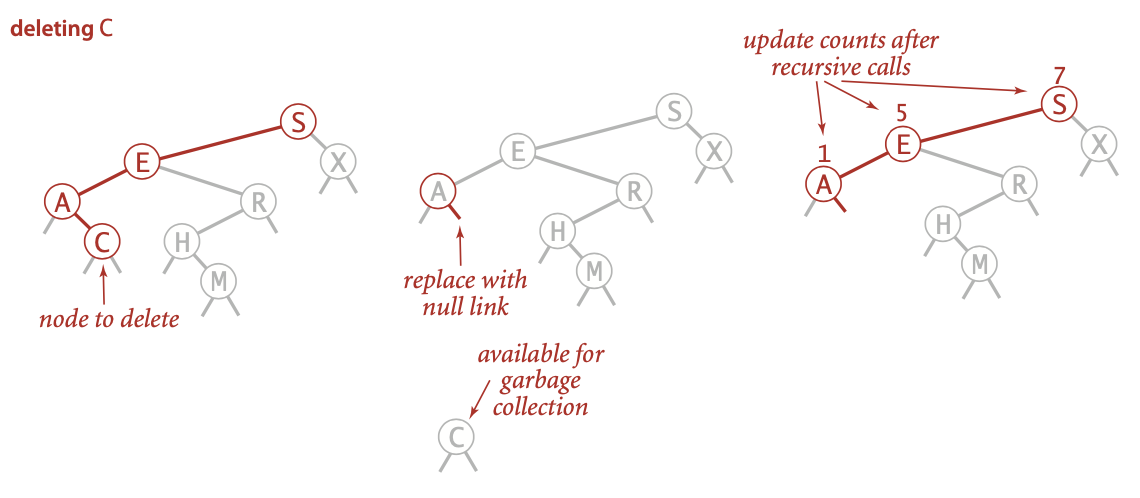 deleting C
S
E
X
A
R
C
H
M
node to delete
S
E
X
A
R
H
M
replace with
null link
available for
garbage
collection
C
update counts after
recursive calls
7
S
5
E
X
1
A
R
H
M